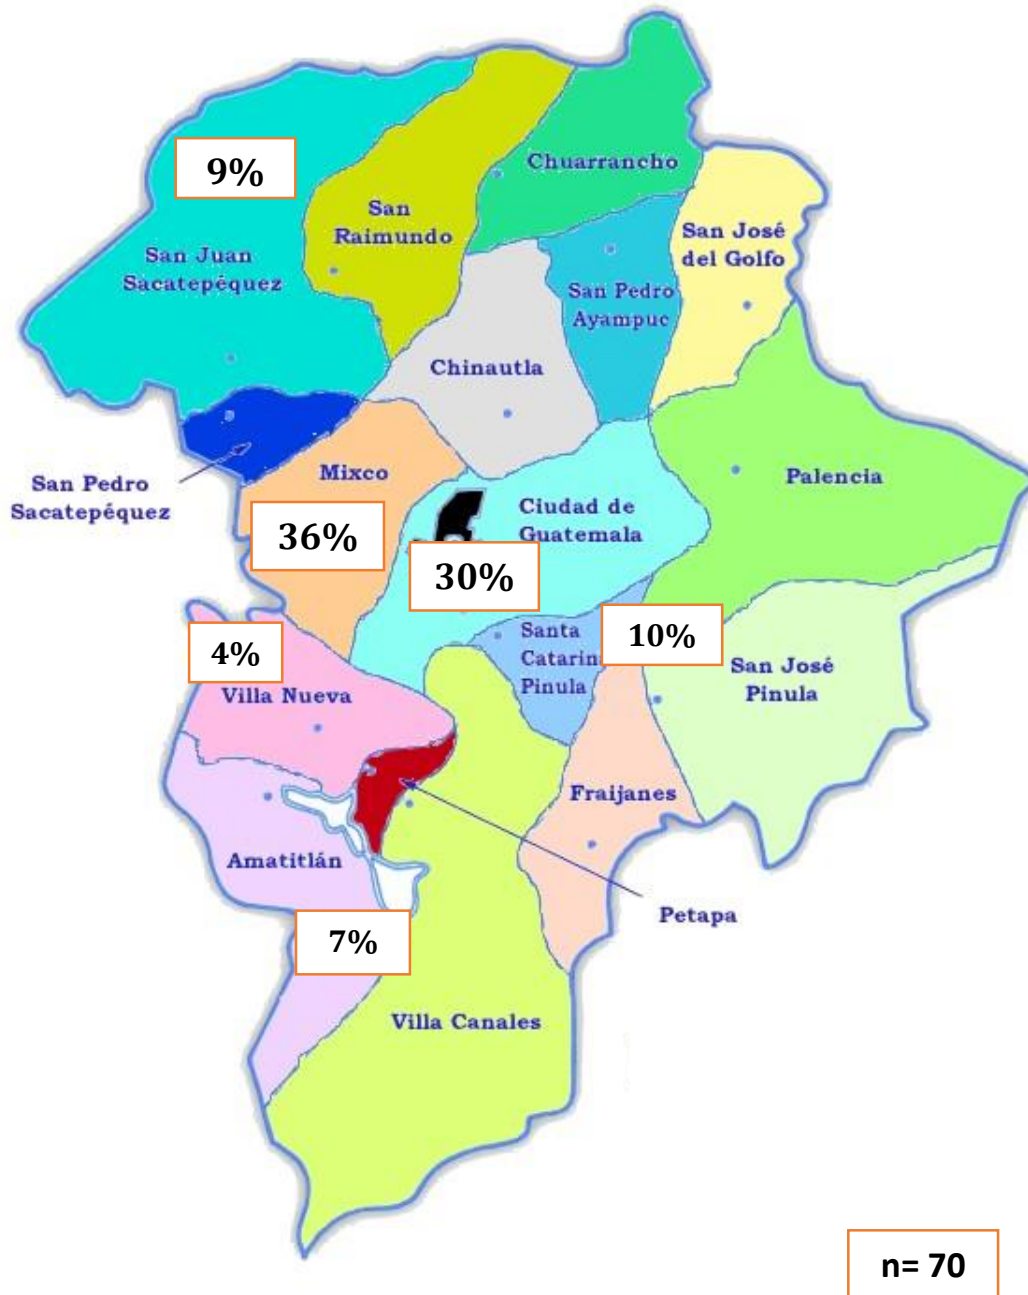 Chuarrancho
9%
San
Raimundo
San José
del Golfo
San Juan
Sacatepéquez
San Pedro
Ayampuc
Chinautla
Mixco
Palencia
San Pedro
Sacatepéquez
Ciudad de
Guatemala
36%
30%
4%
Santa
Catarin
Pinula
10%
San José
Pinula
Villa Nueva
Fraijanes
Amatitlán
Petapa
7%
Villa Canales
n= 70